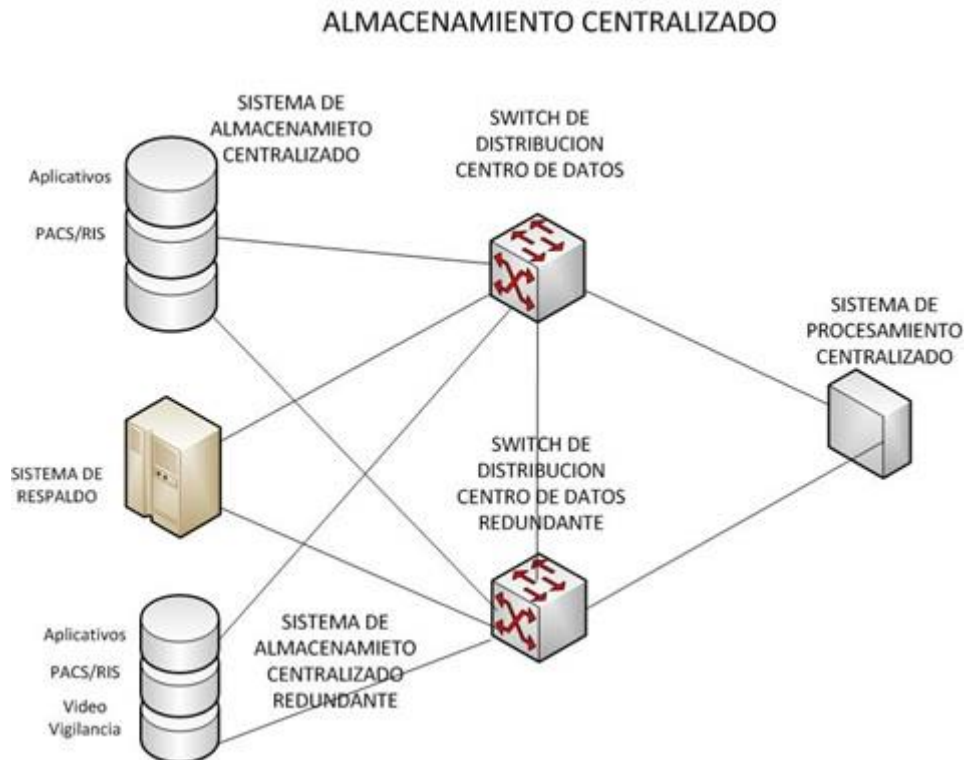 ALMACENAMIENTO CENTRALIZADO
SISTEMA DE
ALMACENAMIETO
CENTRALIZADO
Aplicativos
PACS/RIS
SWITCH DE
DISTRIBUCION
CENTRO DE DATOS
SISTEMA DE
PROCESAMIENTO
CENTRALIZADO
SISTEMA DE
RESPALDO
SWITCH DE
DISTRIBUCION
CENTRO DE DATOS
REDUNDANTE
Aplicativos
PACS/RIS
Video
Vigilancia
SISTEMA DE
ALMACENAMIETO
CENTRALIZADO
REDUNDANTE